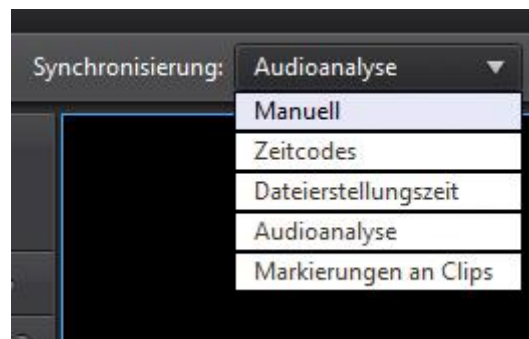 Synchronisierung: Audioanalyse
Manuell
Zeitcodes
Dateierstellungszeit
Audioanalyse
Markierungen an Clips